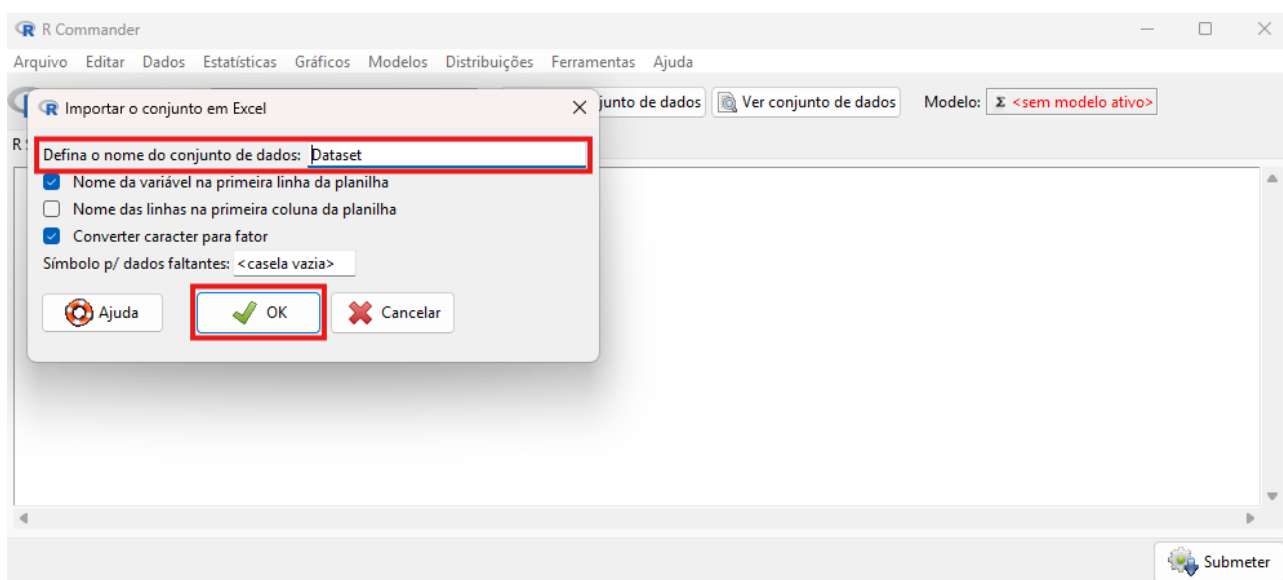 R Commander
Arquivo Editar Dados Estatísticas Gráficos Modelos Distribuições Ferramentas Ajuda
Importar o conjunto em Excel
junto de dados Ver conjunto de dados Modelo: Σ <sem modelo ativo>
R
Defina o nome do conjunto de dados: Dataset
Nome da variável na primeira linha da planilha
Nome das linhas na primeira coluna da planilha
Converter caracter para fator
Símbolo p/ dados faltantes: <casela vazia>
Ajuda OK Cancelar
Submeter